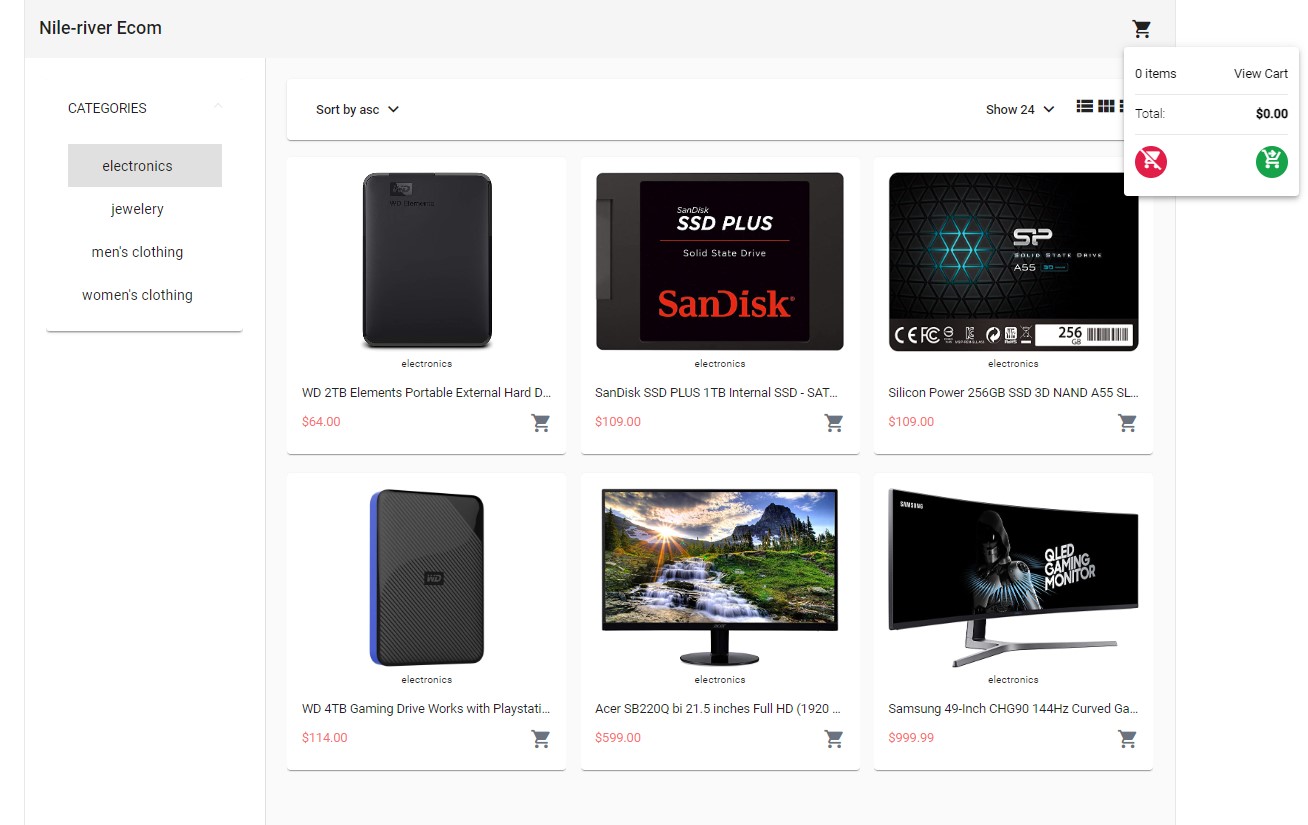 Nile-river Ecom
0 items View Cart
Total: $0.00
CATEGORIES
electronics
jewelery
men's clothing
women's clothing
Sort by asc
Show 24
WD
WD Elements
electronics
WD 2TB Elements Portable External Hard D...
$64.00
SanDisk
SSD PLUS
Solid State Drive
SanDisk
electronics
SanDisk SSD PLUS 1TB Internal SSD - SAT...
$109.00
SP
SOLID STATE DRIVE
A55
CE FC
256
GB
electronics
Silicon Power 256GB SSD 3D NAND A55 SL...
$109.00
WD
electronics
WD 4TB Gaming Drive Works with Playstati...
$114.00
acer
electronics
Acer SB220Q bi 21.5 inches Full HD (1920 ...
$599.00
SAMSUNG
QLED
GAMING
MONITOR
electronics
Samsung 49-Inch CHG90 144Hz Curved Ga...
$999.99